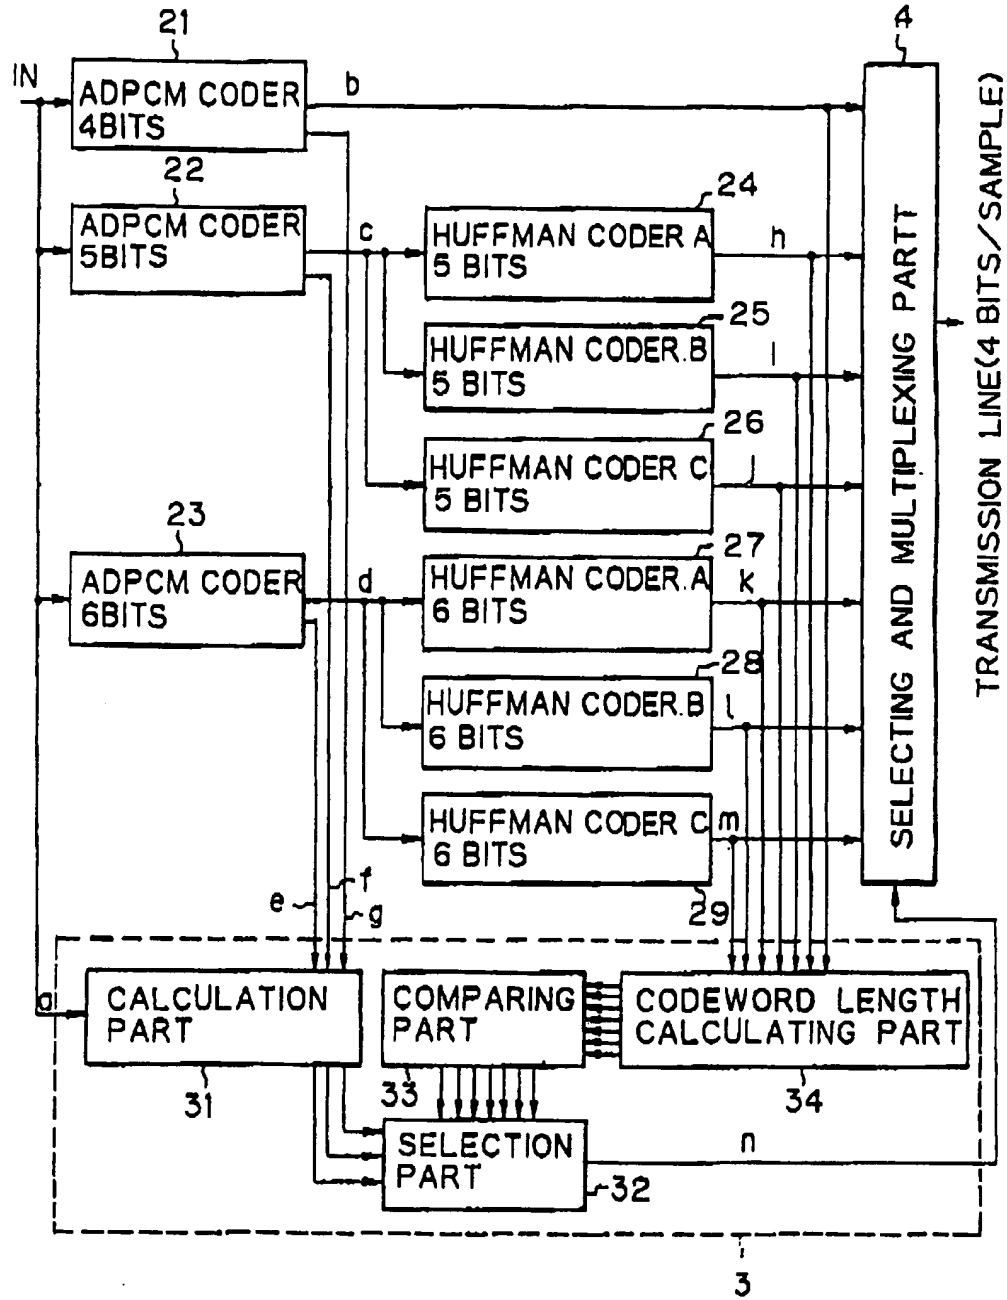 21
4
IN
ADPCM CODER
4BITS
b
22
ADPCM CODER
5BITS
c
24
HUFFMAN CODER A
5 BITS
h
25
HUFFMAN CODER.B
5 BITS
i
26
HUFFMAN CODER C
5 BITS
j
23
ADPCM CODER
6BITS
d
27
HUFFMAN CODER.A
6 BITS
k
28
HUFFMAN CODER.B
6 BITS
l
HUFFMAN CODER C
6 BITS
m
29
SELECTING AND MULTIPLEXING PARTT
TRANSMISSION LINE(4 BITS/SAMPLE)
e
f
g
a
CALCULATION
PART
31
COMPARING
PART
33
CODEWORD LENGTH
CALCULATING PART
34
SELECTION
PART
32
n
3